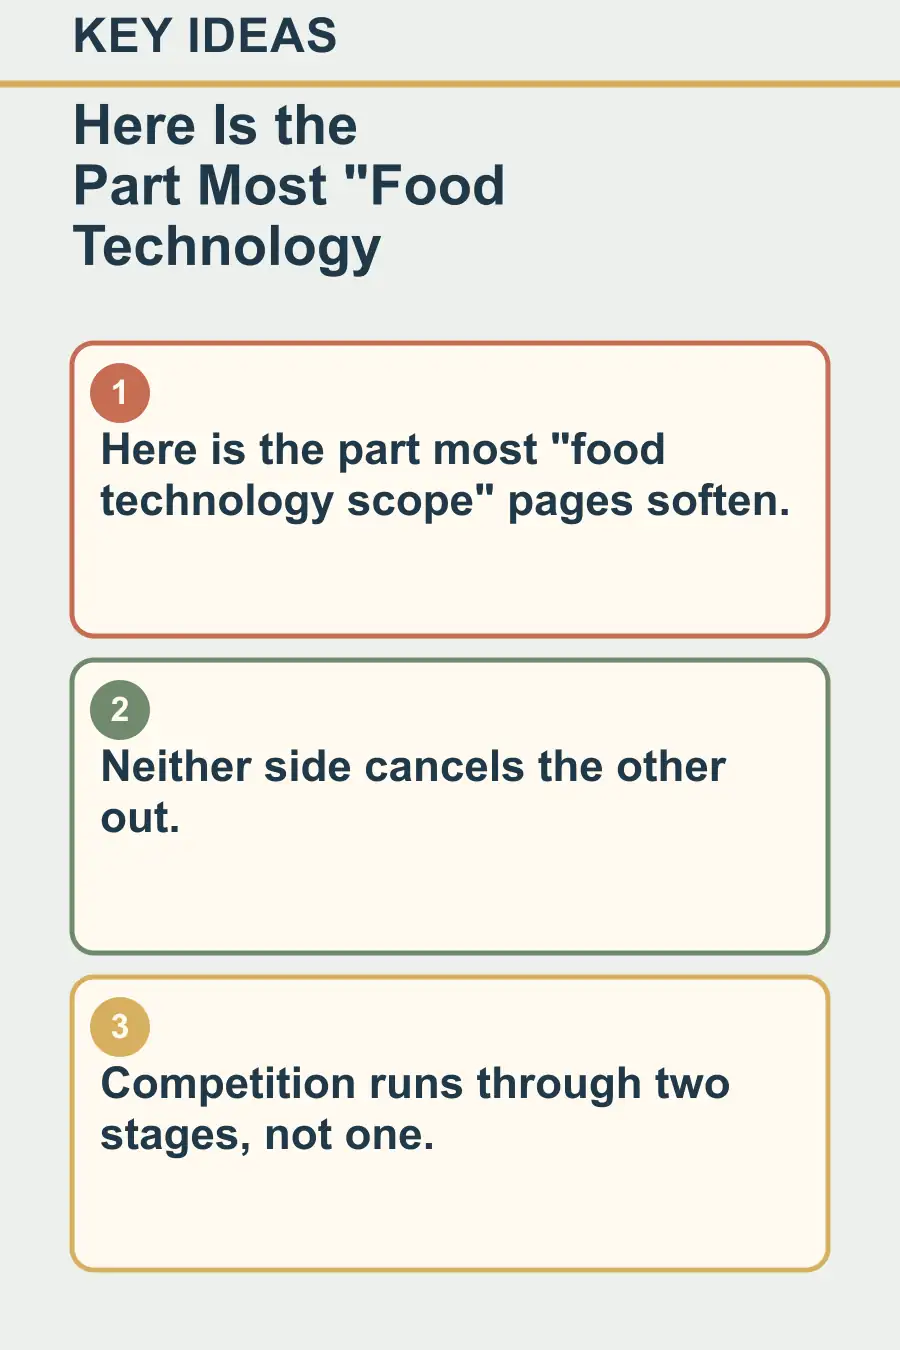 KEY IDEAS
Here Is the
Part Most "Food
Technology
1
Here is the part most "food
technology scope" pages soften.
2
Neither side cancels the other
out.
3
Competition runs through two
stages, not one.